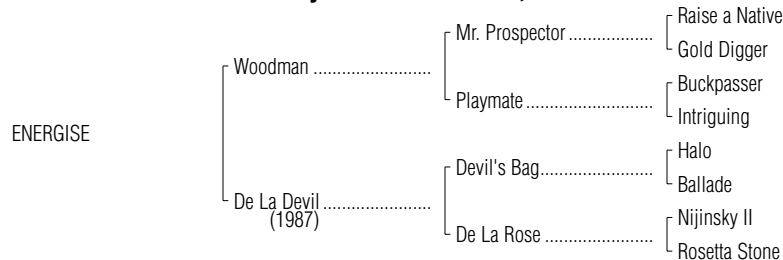 Raise a Native
Mr. Prospector ....................
Gold Digger
Woodman ............................
Buckpasser
Playmate .........................
Intriguing
ENERGISE
Halo
Devil's Bag.....................
Ballade
De La Devil ..........................
(1987)
Nijinsky II
De La Rose .....................
Rosetta Stone